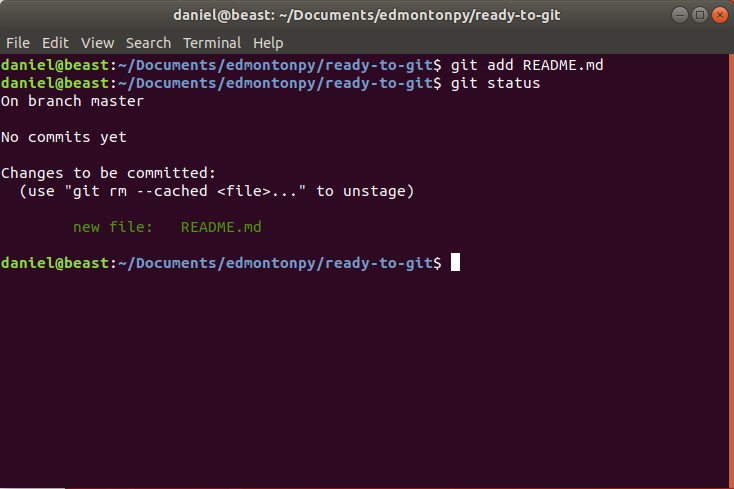 daniel@beast: ~/Documents/edmontonpy/ready-to-git
File Edit View Search Terminal Help
daniel@beast:~/Documents/edmontonpy/ready-to-git$ git add README.md
daniel@beast:~/Documents/edmontonpy/ready-to-git$ git status
On branch master
No commits yet
Changes to be committed:
  (use "git rm --cached <file>..." to unstage)
        new file:   README.md
daniel@beast:~/Documents/edmontonpy/ready-to-git$